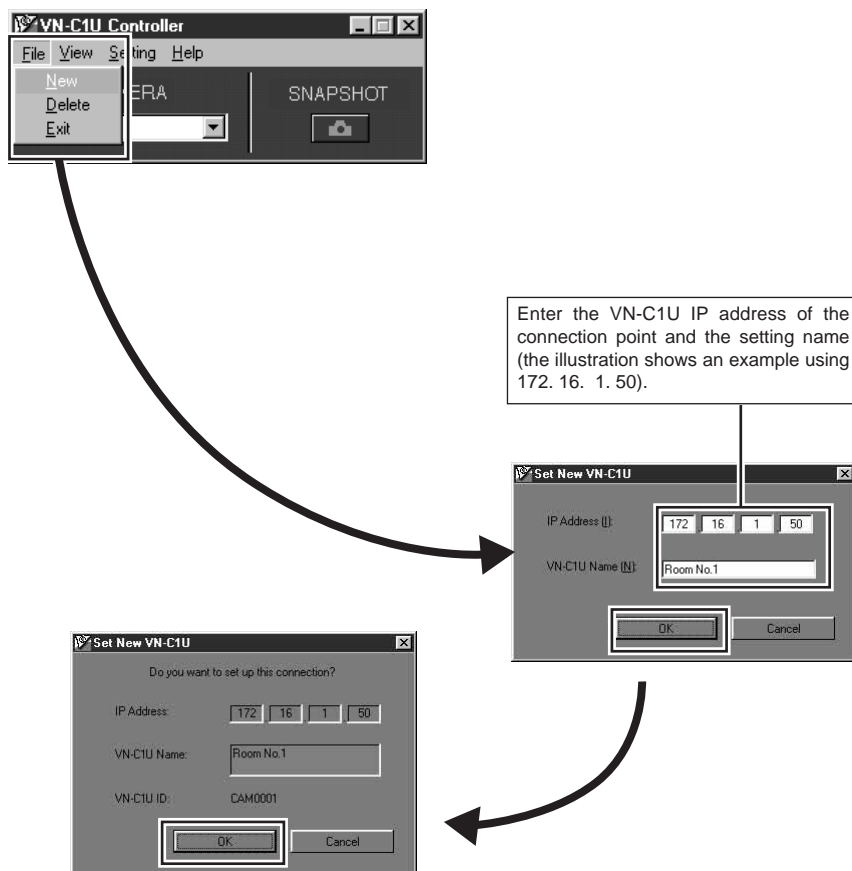 VN-C1U Controller
File View Setting Help
New
Delete
Exit
ERA
SNAPSHOT
Enter the VN-C1U IP address of the
connection point and the setting name
(the illustration shows an example using
172. 16. 1. 50).
Set New VN-C1U
IP Address (I):
172 16 1 50
VN-C1U Name (N):
Room No.1
OK Cancel
Set New VN-C1U
Do you want to set up this connection?
IP Address:
172 16 1 50
VN-C1U Name:
Room No.1
VN-C1U ID: CAM0001
OK Cancel